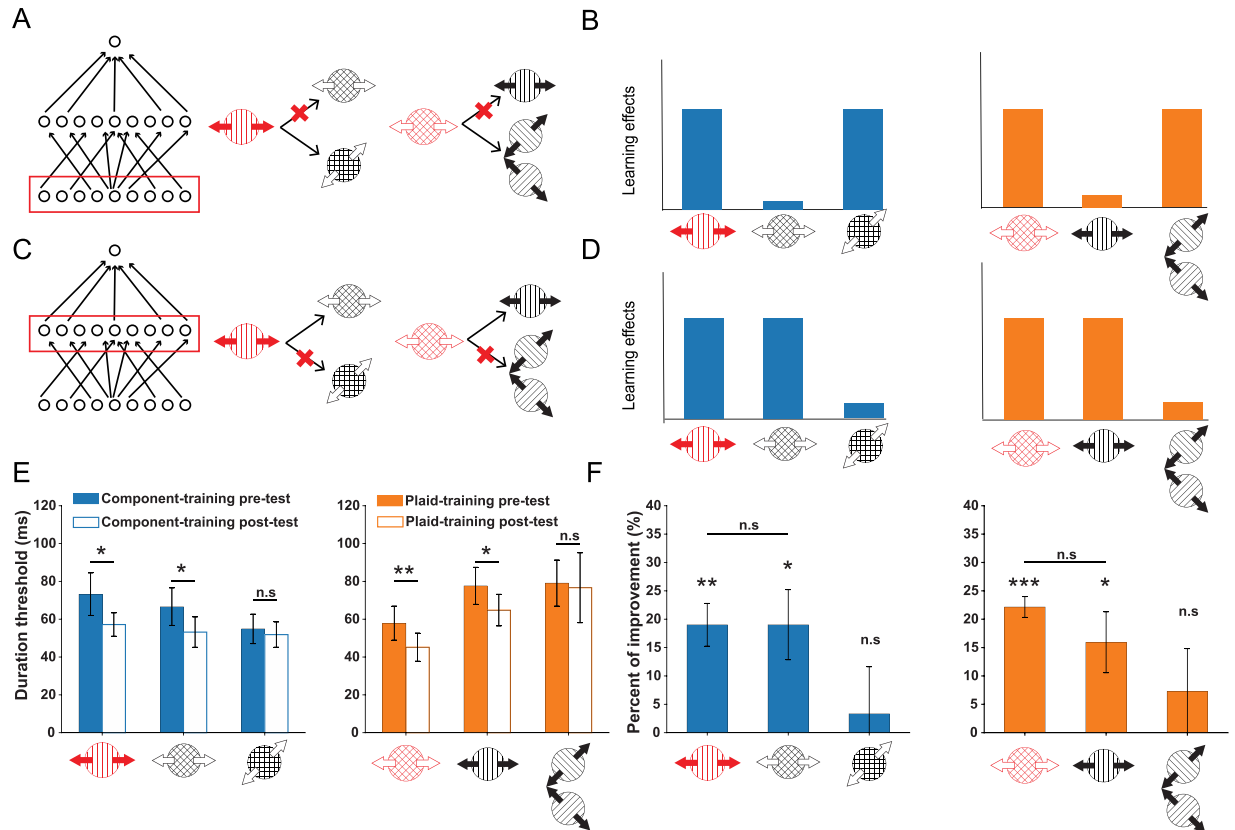 A
B
Learning effects
C
D
Learning effects
E
F
Duration threshold (ms)
120
100
80
60
40
20
0
Component-training pre-test
Component-training post-test
*
*
n.s
120
100
80
60
40
20
0
Plaid-training pre-test
Plaid-training post-test
**
*
n.s
Percent of improvement (%)
40
35
30
25
20
15
10
5
0
n.s
**
*
n.s
40
35
30
25
20
15
10
5
0
n.s
***
*
n.s